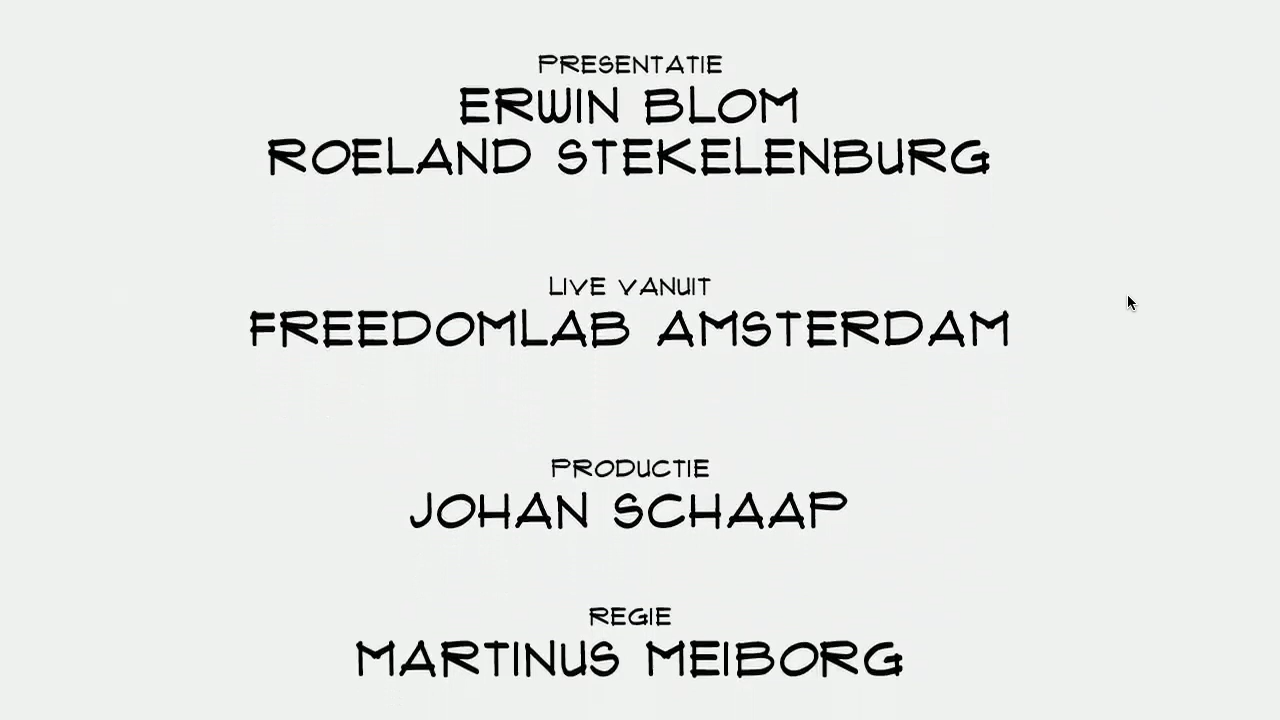 PRESENTATIE
ERWIN BLOM
ROELAND STEKELENBURG
LIVE VANUIT
FREEDOMLAB AMSTERDAM
PRODUCTIE
JOHAN SCHAAP
REGIE
MARTINUS MEIBORG